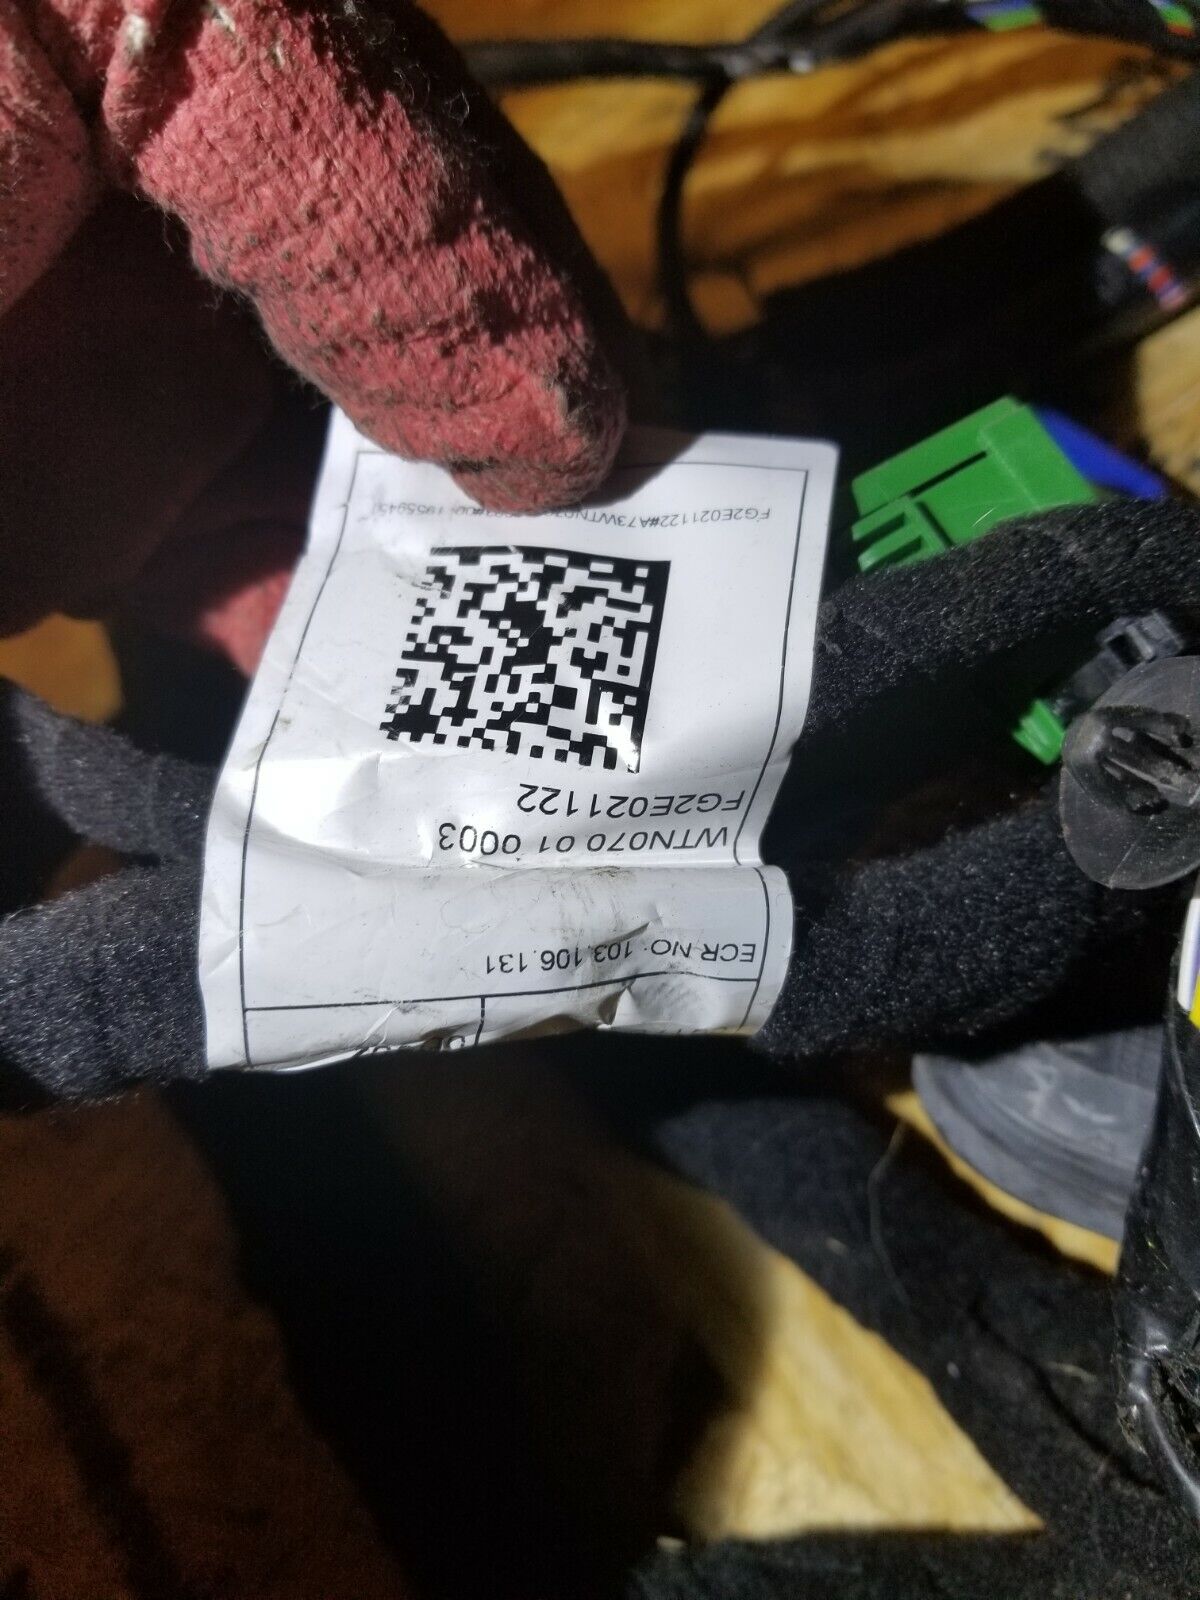 ECR NO: 103.106.131
WTN070 01 0003
FG2E021122